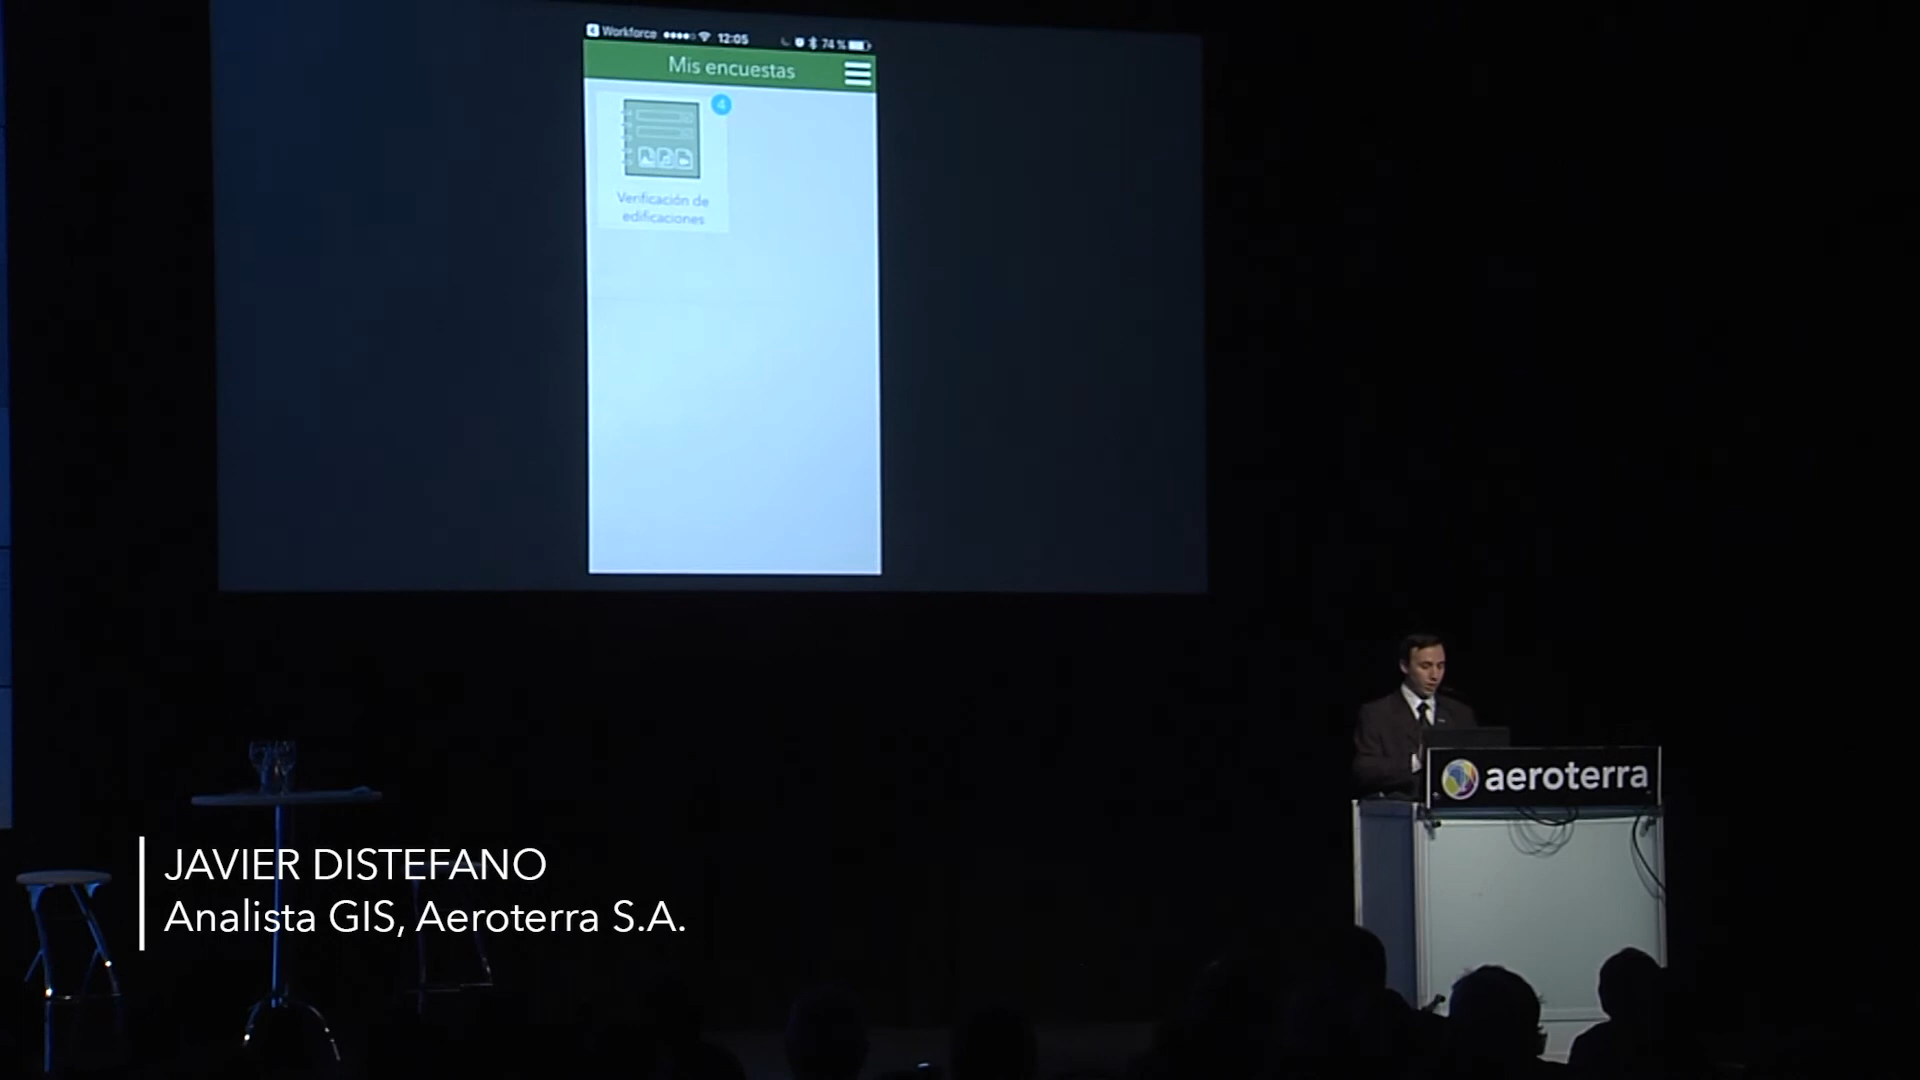 Workforce 12:05 74 %
Mis encuestas
4
Verificación de
edificaciones
aeroterra
JAVIER DISTEFANO
Analista GIS, Aeroterra S.A.